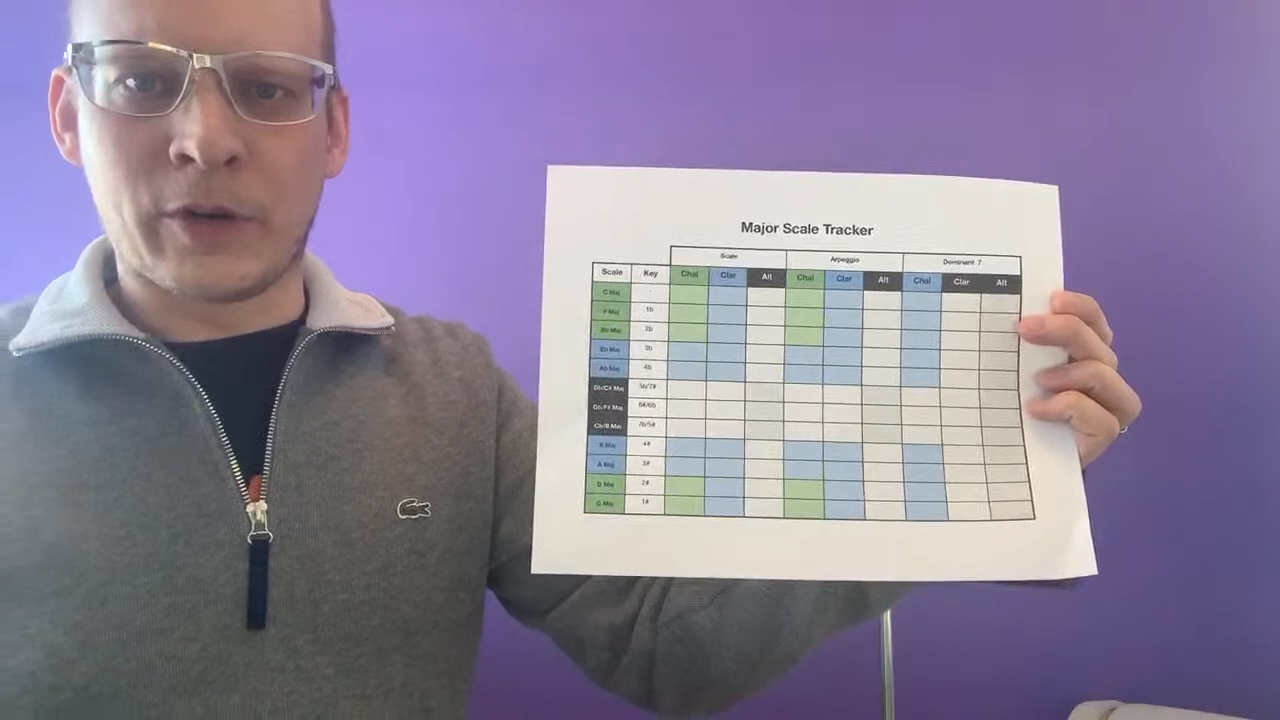 Major Scale Tracker
Scale Arpeggio Dominant 7
Scale Key Chal Clar Alt Chal Clar Alt Chal Clar Alt
C Maj -
F Maj 1b
Bb Maj 2b
Eb Maj 3b
Ab Maj 4b
Db/C# Maj 5b/7#
Gb/F# Maj 6#/6b
Cb/B Maj 7b/5#
E Maj 4#
A Maj 3#
D Maj 2#
G Maj 1#